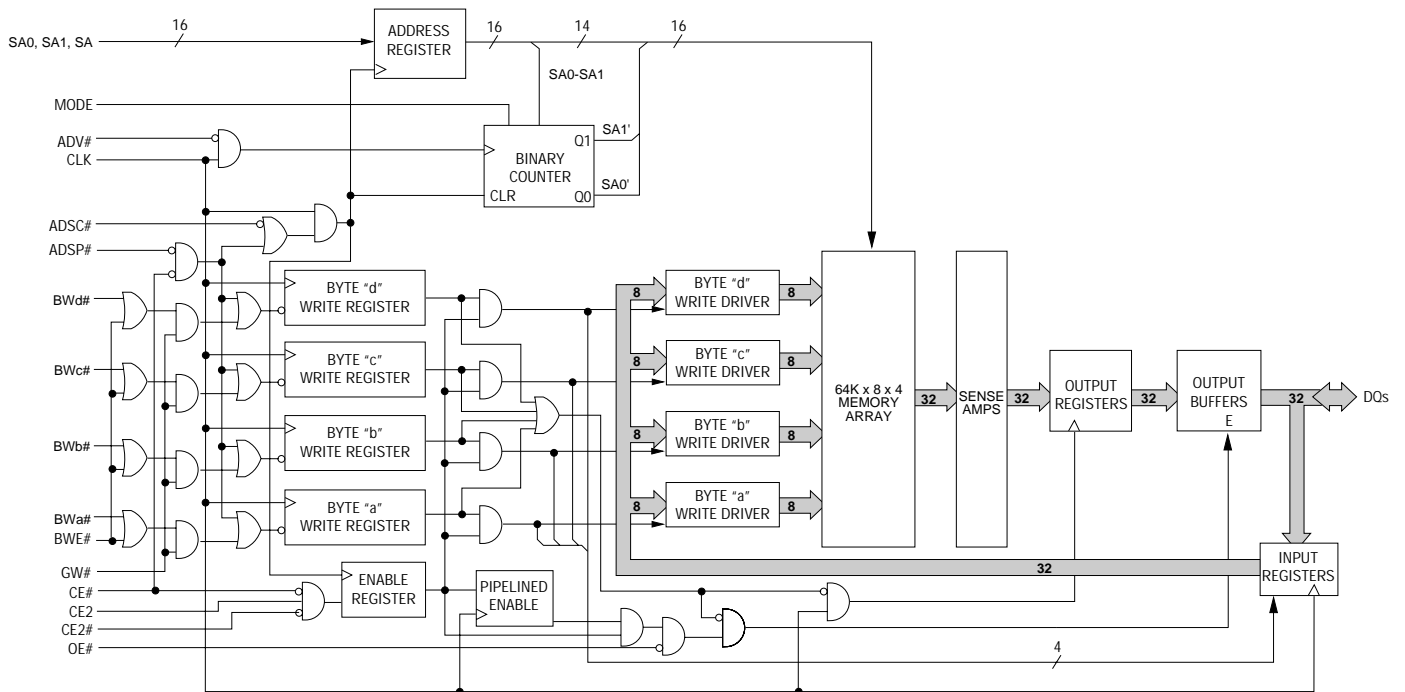 SA0, SA1, SA
16
ADDRESS
REGISTER
16
14
16
SA0-SA1
MODE
ADV#
CLK
BINARY
COUNTER
CLR
Q1
Q0
SA1'
SA0'
ADSC#
ADSP#
BWd#
BWc#
BWb#
BWa#
BWE#
GW#
CE#
CE2
CE2#
OE#
BYTE “d”
WRITE REGISTER
BYTE “c”
WRITE REGISTER
BYTE “b”
WRITE REGISTER
BYTE “a”
WRITE REGISTER
ENABLE
REGISTER
PIPELINED
ENABLE
8
BYTE “d”
WRITE DRIVER
8
8
BYTE “c”
WRITE DRIVER
8
8
BYTE “b”
WRITE DRIVER
8
8
BYTE “a”
WRITE DRIVER
8
64K x 8 x 4
MEMORY
ARRAY
32
SENSE
AMPS
32
OUTPUT
REGISTERS
32
OUTPUT
BUFFERS
E
32
DQs
INPUT
REGISTERS
32
4